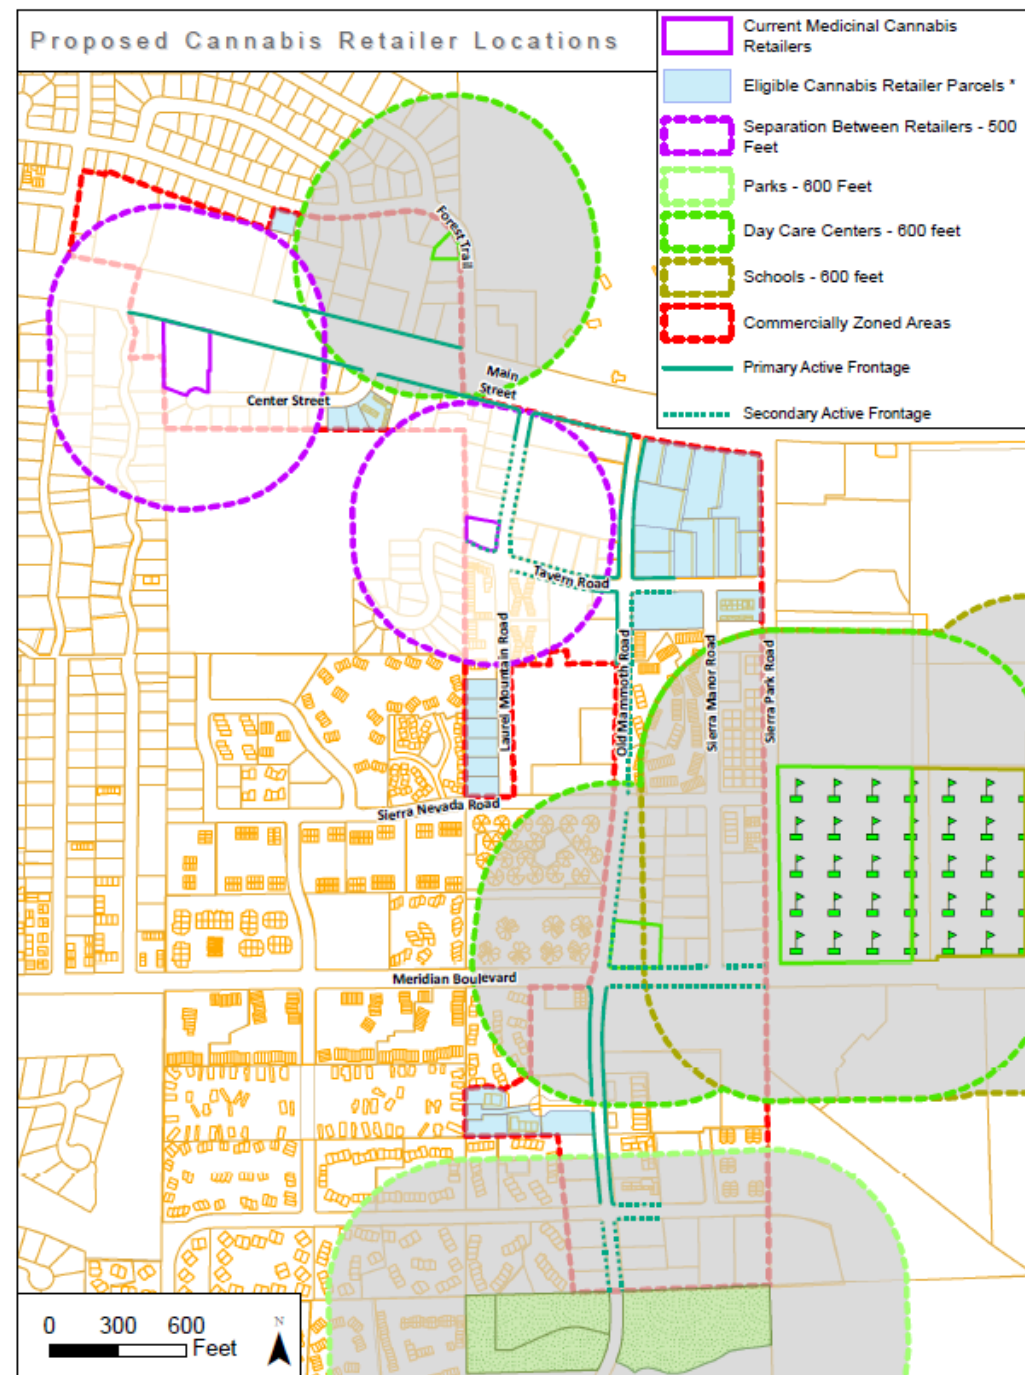 Proposed Cannabis Retailer Locations
Current Medicinal Cannabis
Retailers
Eligible Cannabis Retailer Parcels *
Separation Between Retailers - 500
Feet
Parks - 600 Feet
Day Care Centers - 600 feet
Schools - 600 feet
Commercially Zoned Areas
Primary Active Frontage
Secondary Active Frontage
Forest Trail
Main
Street
Center Street
Tavern Road
Laurel Mountain Road
Old Mammoth Road
Sierra Manor Road
Sierra Park Road
Sierra Nevada Road
Meridian Boulevard
0 300 600
Feet
N